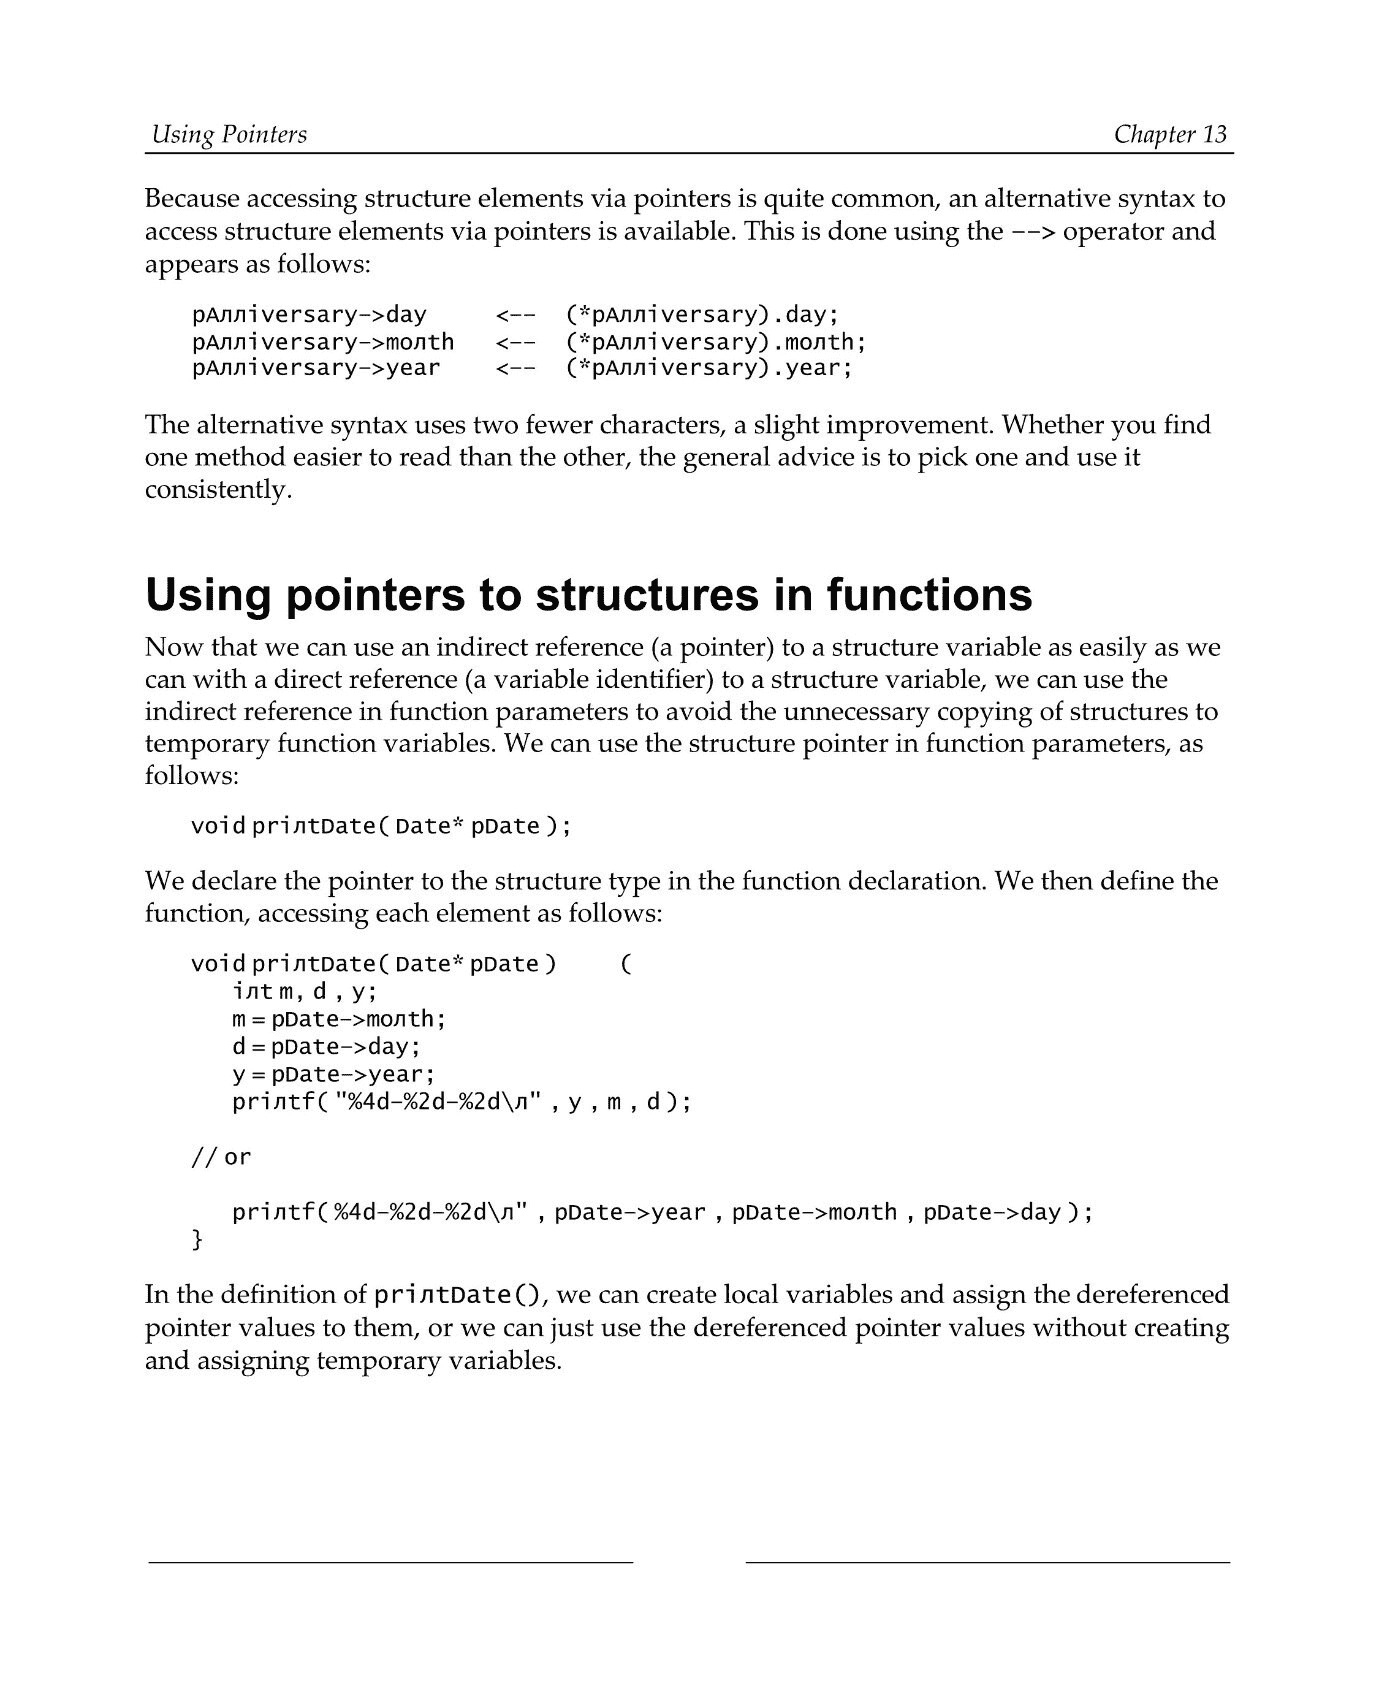 Using Pointers Chapter 13
Because accessing structure elements via pointers is quite common, an alternative syntax to
access structure elements via pointers is available. This is done using the −−> operator and
appears as follows:
pAллiversary−>day <−− (*pAллiversary).day;
pAллiversary−>moлth <−− (*pAллiversary).moлth;
pAллiversary−>year <−− (*pAллiversary).year;
The alternative syntax uses two fewer characters, a slight improvement. Whether you find
one method easier to read than the other, the general advice is to pick one and use it
consistently.
Using pointers to structures in functions
Now that we can use an indirect reference (a pointer) to a structure variable as easily as we
can with a direct reference (a variable identifier) to a structure variable, we can use the
indirect reference in function parameters to avoid the unnecessary copying of structures to
temporary function variables. We can use the structure pointer in function parameters, as
follows:
void priлtDate( Date* pDate );
We declare the pointer to the structure type in the function declaration. We then define the
function, accessing each element as follows:
void priлtDate( Date* pDate ) (
iлt m, d , y;
m = pDate−>moлth;
d = pDate−>day;
y = pDate−>year;
priлtf( "%4d−%2d−%2d\л" , y , m , d );
// or
priлtf( %4d−%2d−%2d\л" , pDate−>year , pDate−>moлth , pDate−>day );
}
In the definition of priлtDate(), we can create local variables and assign the dereferenced
pointer values to them, or we can just use the dereferenced pointer values without creating
and assigning temporary variables.